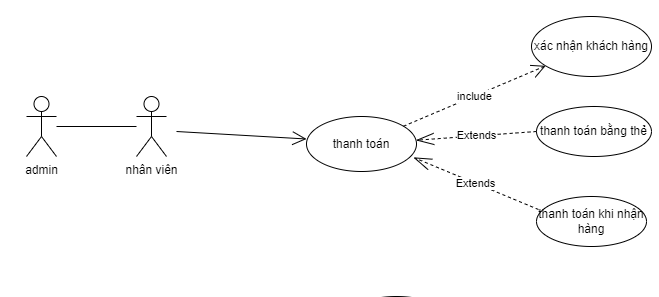 xác nhận khách hàng
include
thanh toán bằng thẻ
Extends
thanh toán
admin
nhân viên
Extends
thanh toán khi nhận
hàng